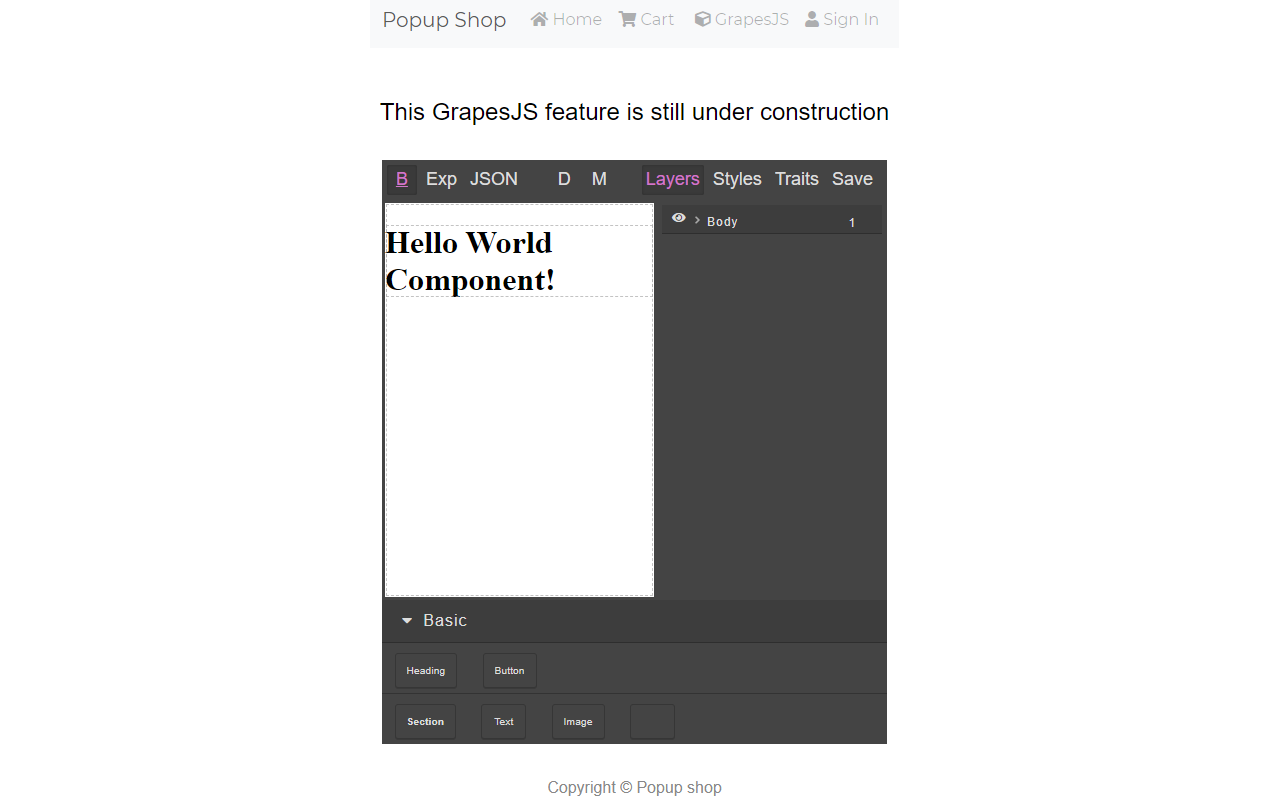 Popup Shop Home Cart GrapesJS Sign In
This GrapesJS feature is still under construction
B Exp JSON D M Layers Styles Traits Save
Body 1
Hello World
Component!
Basic
Heading Button
Section Text Image
Copyright © Popup shop